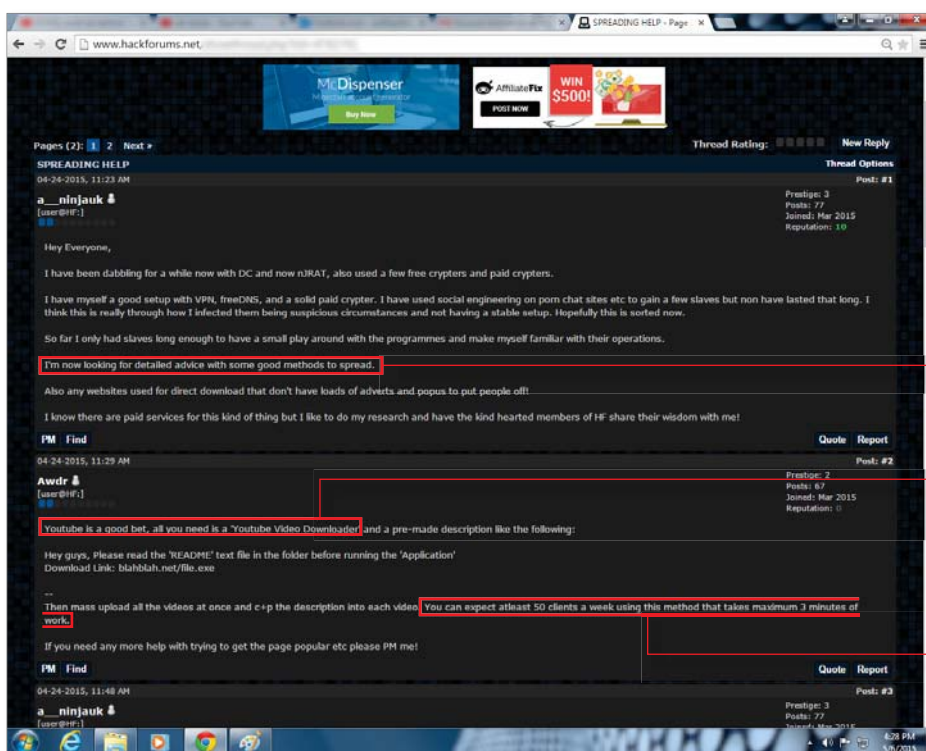 SPREADING HELP - Page
www.hackforums.net
McDispenser
Buy Now
AffiliateFix
POST NOW
WIN
$500!
Pages (2): 1 2 Next »
Thread Rating:
New Reply
SPREADING HELP
Thread Options
04-24-2015, 11:23 AM
Post: #1
a__ninjauk
[user@HF:]
Prestige: 3
Posts: 77
Joined: Mar 2015
Reputation: 10
Hey Everyone,
I have been dabbling for a while now with DC and now nJRAT, also used a few free crypters and paid crypters.
I have myself a good setup with VPN, freeDNS, and a solid paid crypter. I have used social engineering on porn chat sites etc to gain a few slaves but non have lasted that long. I
think this is really through how I infected them being suspicious circumstances and not having a stable setup. Hopefully this is sorted now.
So far I only had slaves long enough to have a small play around with the programmes and make myself familiar with their operations.
I'm now looking for detailed advice with some good methods to spread.
Also any websites used for direct download that don't have loads of adverts and popus to put people off!
I know there are paid services for this kind of thing but I like to do my research and have the kind hearted members of HF share their wisdom with me!
PM Find
Quote Report
04-24-2015, 11:29 AM
Post: #2
Awdr
[user@HF:]
Prestige: 2
Posts: 67
Joined: Mar 2015
Reputation: 0
Youtube is a good bet, all you need is a 'Youtube Video Downloader' and a pre-made description like the following:
Hey guys, Please read the 'README' text file in the folder before running the 'Application'
Download Link: blahblah.net/file.exe
--
Then mass upload all the videos at once and c+p the description into each video. You can expect atleast 50 clients a week using this method that takes maximum 3 minutes of
work.
If you need any more help with trying to get the page popular etc please PM me!
PM Find
Quote Report
04-24-2015, 11:48 AM
Post: #3
a__ninjauk
[user@HF:]
Prestige: 3
Posts: 77
Joined: Mar 2015
4:28 PM
5/6/2015